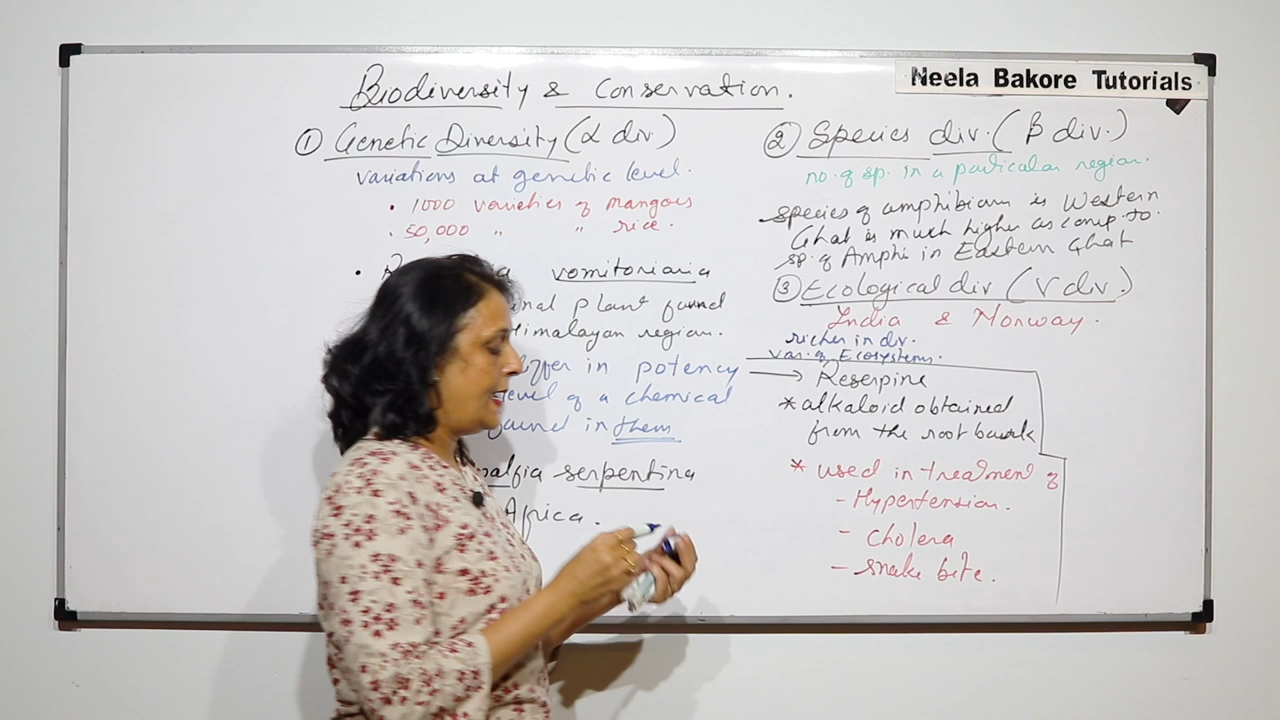 Neela Bakore Tutorials
Biodiversity & Conservation.
① Genetic Diversity (α div.)
variations at genetic level.
• 1000 varieties of mangoes
• 50,000 " " rice.
• vomitoriaria
plant found
Himalayan region.
differ in potency
level of a chemical
found in them
serpentina
Africa.
② Species div. (β div.)
no. of sp. in a particular region.
Species of amphibian is Western
Ghat is much higher as comp. to.
sp. of Amphi in Eastern Ghat
③ Ecological div (γ div.)
India & Norway.
richer in div.
var. of Ecosystems.
→ Reserpine
* alkaloid obtained
from the root
* used in treatment of
- Hypertension.
- cholera
- snake bite.